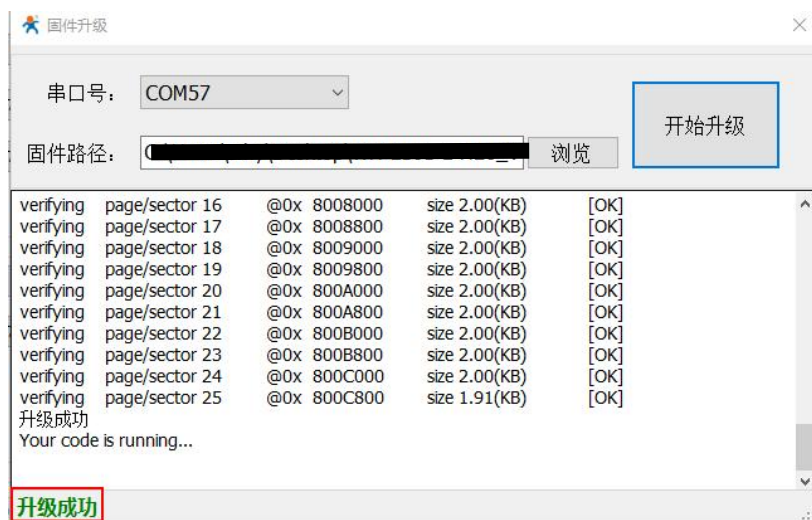 固件升级
串口号： COM57
开始升级
固件路径： 浏览
verifying page/sector 16 @0x 8008000 size 2.00(KB) [OK]
verifying page/sector 17 @0x 8008800 size 2.00(KB) [OK]
verifying page/sector 18 @0x 8009000 size 2.00(KB) [OK]
verifying page/sector 19 @0x 8009800 size 2.00(KB) [OK]
verifying page/sector 20 @0x 800A000 size 2.00(KB) [OK]
verifying page/sector 21 @0x 800A800 size 2.00(KB) [OK]
verifying page/sector 22 @0x 800B000 size 2.00(KB) [OK]
verifying page/sector 23 @0x 800B800 size 2.00(KB) [OK]
verifying page/sector 24 @0x 800C000 size 2.00(KB) [OK]
verifying page/sector 25 @0x 800C800 size 1.91(KB) [OK]
升级成功
Your code is running...
升级成功